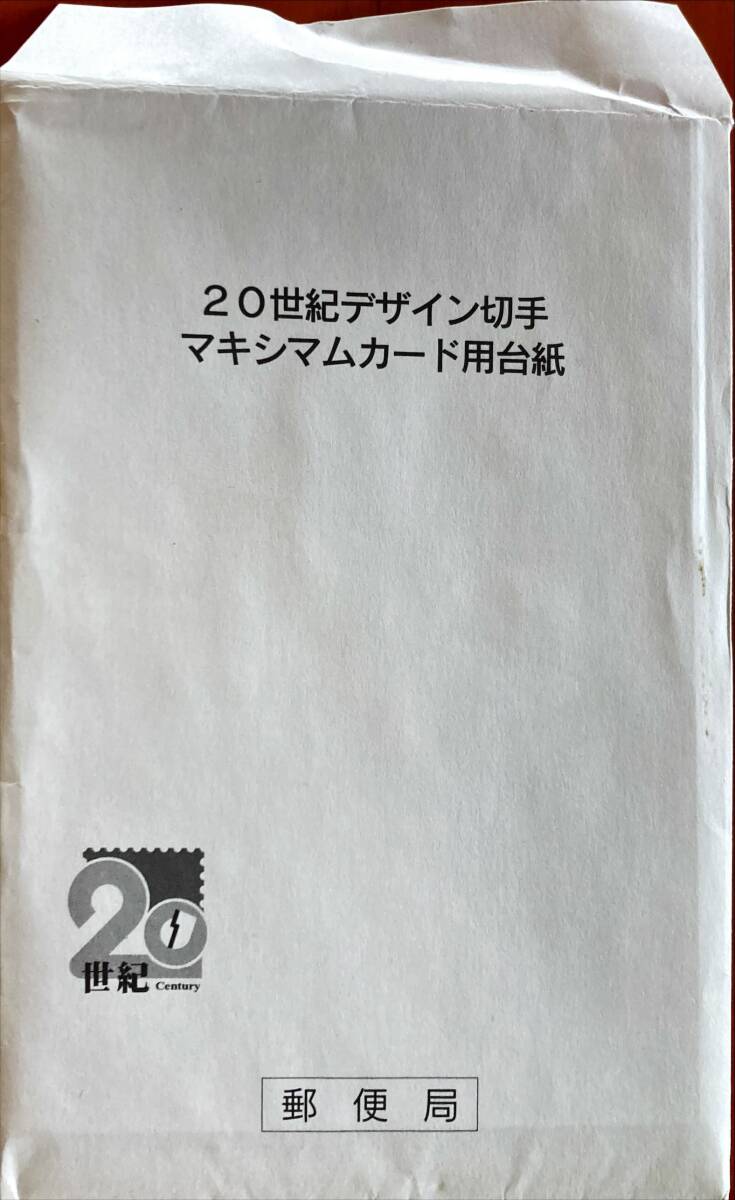 ２０世紀デザイン切手
マキシマムカード用台紙
20
世紀 Century
郵便局